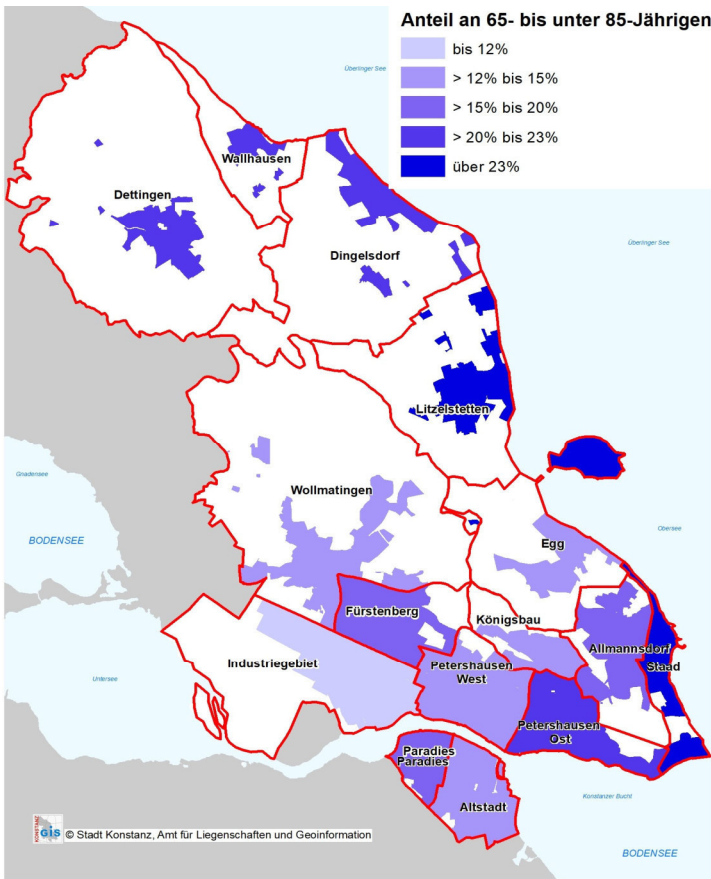 Anteil an 65- bis unter 85-Jährigen
bis 12%
> 12% bis 15%
> 15% bis 20%
> 20% bis 23%
über 23%
Überlinger See
Wallhausen
Dettingen
Überlinger See
Dingelsdorf
Litzelstetten
Gnadensee
Wollmatingen
Obersee
BODENSEE
Egg
Fürstenberg
Königsbau
Allmannsdorf
Industriegebiet
Petershausen
West
Staad
Untersee
Petershausen
Ost
Paradies
Paradies
Konstanzer Bucht
Altstadt
KONSTANZ
GIS
© Stadt Konstanz, Amt für Liegenschaften und Geoinformation
BODENSEE